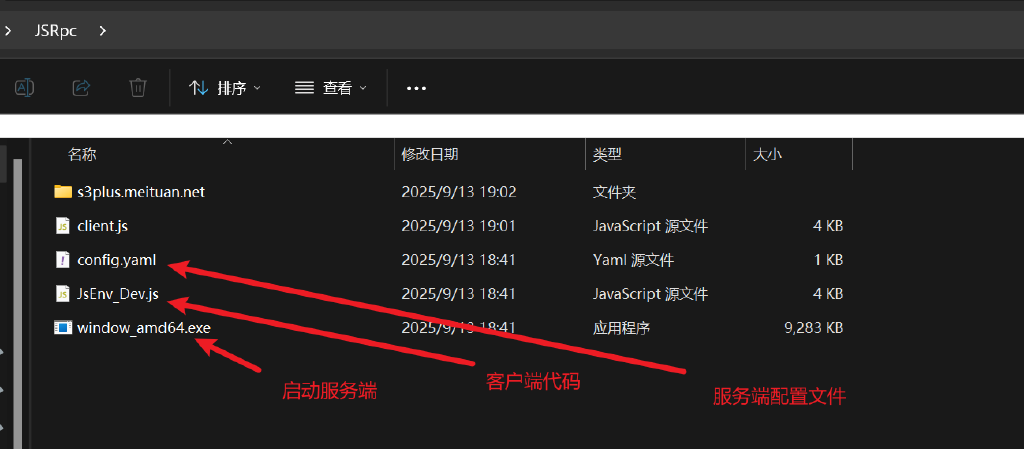 JSRpc
排序
查看
名称 修改日期 类型 大小
s3plus.meituan.net 2025/9/13 19:02 文件夹
client.js 2025/9/13 19:01 JavaScript 源文件 4 KB
config.yaml 2025/9/13 18:41 Yaml 源文件 1 KB
JsEnv_Dev.js 2025/9/13 18:41 JavaScript 源文件 4 KB
window_amd64.exe 2025/9/13 18:41 应用程序 9,283 KB
启动服务端
客户端代码
服务端配置文件